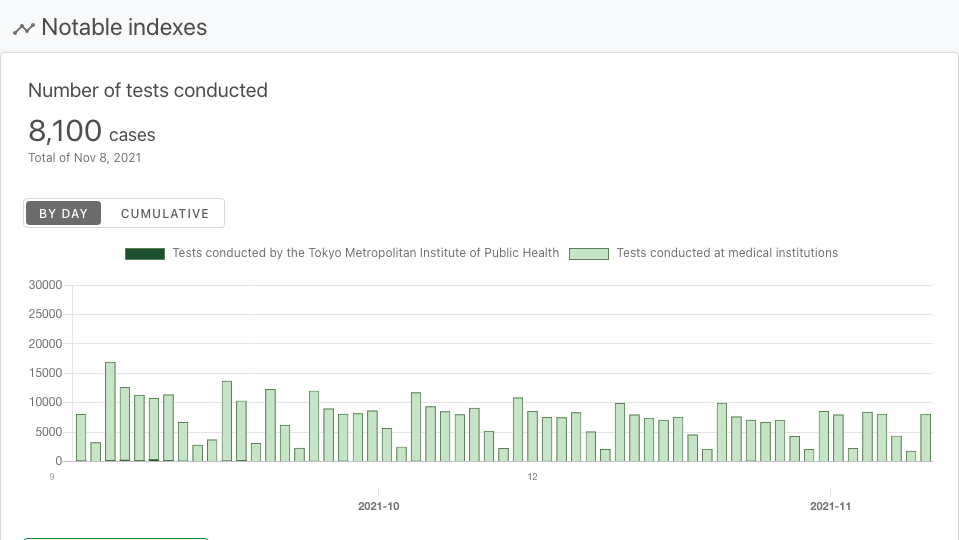 Notable indexes
Number of tests conducted
8,100 cases
Total of Nov 8, 2021
BY DAY CUMULATIVE
Tests conducted by the Tokyo Metropolitan Institute of Public Health Tests conducted at medical institutions
30000
25000
20000
15000
10000
5000
0
9 12
2021-10 2021-11